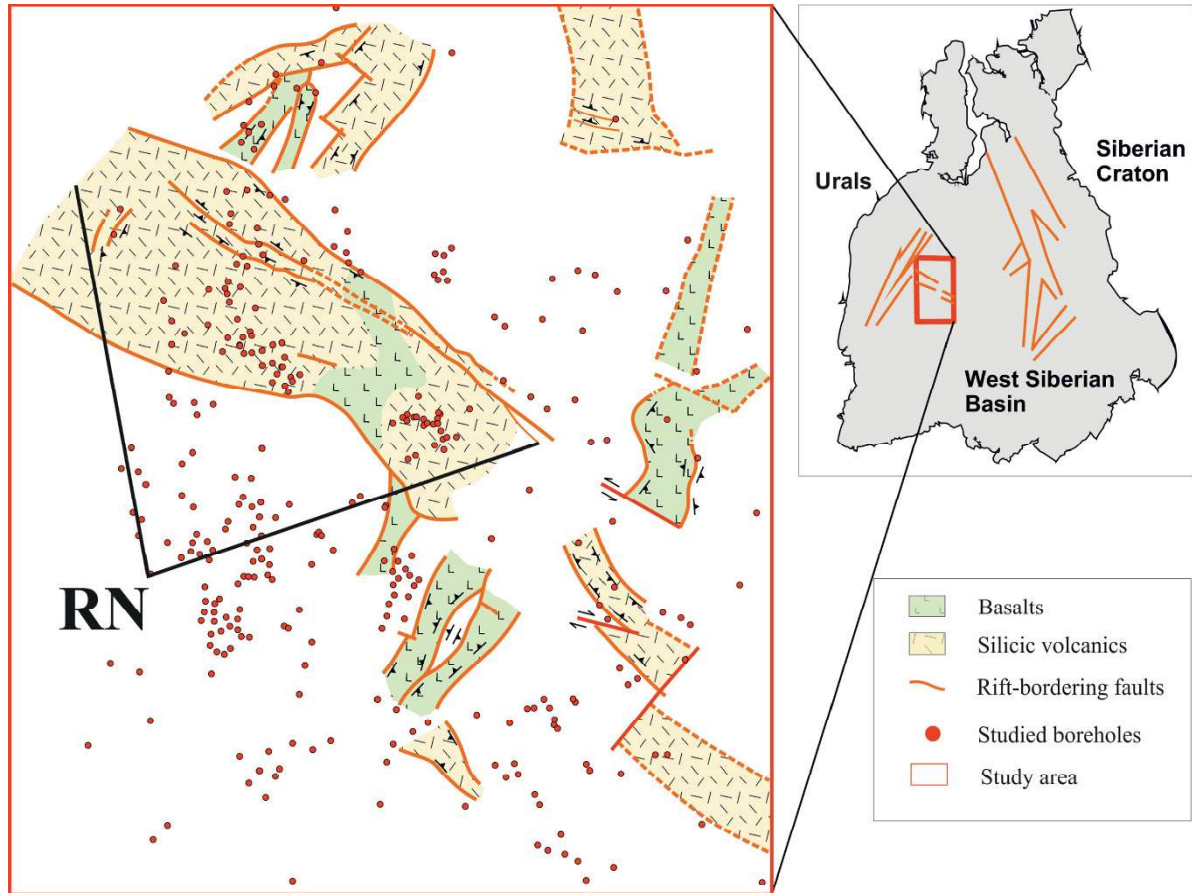 RN
Urals
Siberian
Craton
West Siberian
Basin
Basalts
Silicic volcanics
Rift-bordering faults
Studied boreholes
Study area